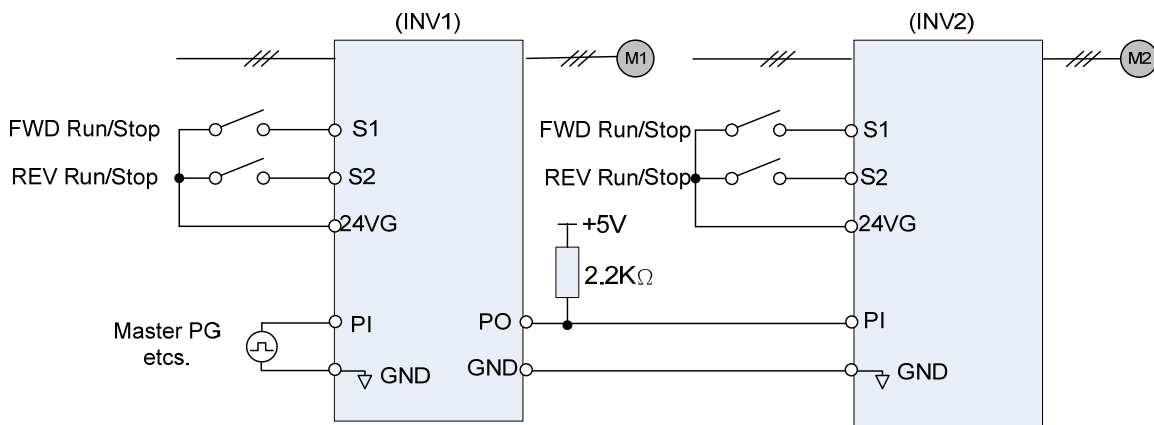 (INV1)
(INV2)
M1
M2
FWD Run/Stop
S1
REV Run/Stop
S2
24VG
FWD Run/Stop
S1
REV Run/Stop
S2
24VG
+5V
2.2KΩ
Master PG
etcs.
PI
GND
PO
GND
PI
GND